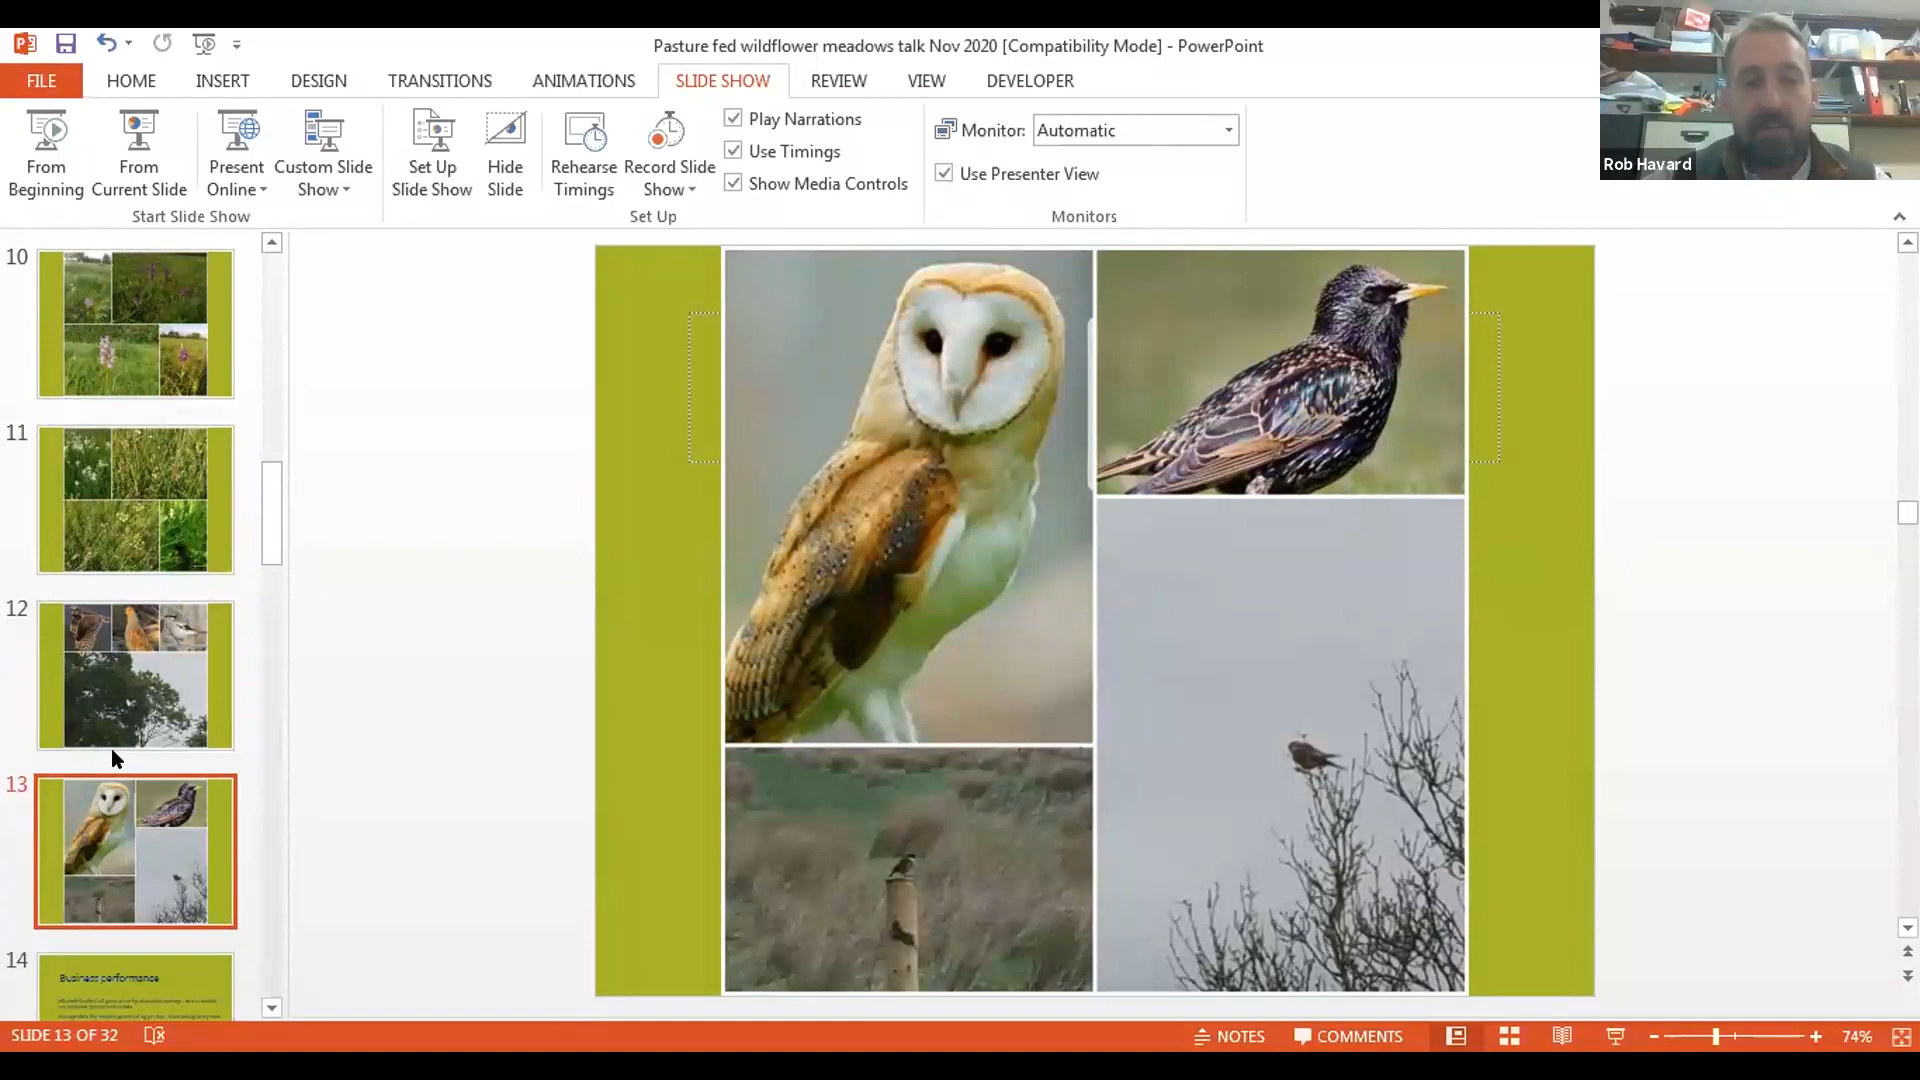 Pasture fed wildflower meadows talk Nov 2020 [Compatibility Mode] - PowerPoint
FILE HOME INSERT DESIGN TRANSITIONS ANIMATIONS SLIDE SHOW REVIEW VIEW DEVELOPER
From Beginning
From Current Slide
Present Online
Custom Slide Show
Set Up Slide Show
Hide Slide
Rehearse Timings
Record Slide Show
Play Narrations
Use Timings
Show Media Controls
Monitor: Automatic
Use Presenter View
Start Slide Show
Set Up
Monitors
Rob Havard
10
11
12
13
14
Business performance
SLIDE 13 OF 32
NOTES
COMMENTS
74%